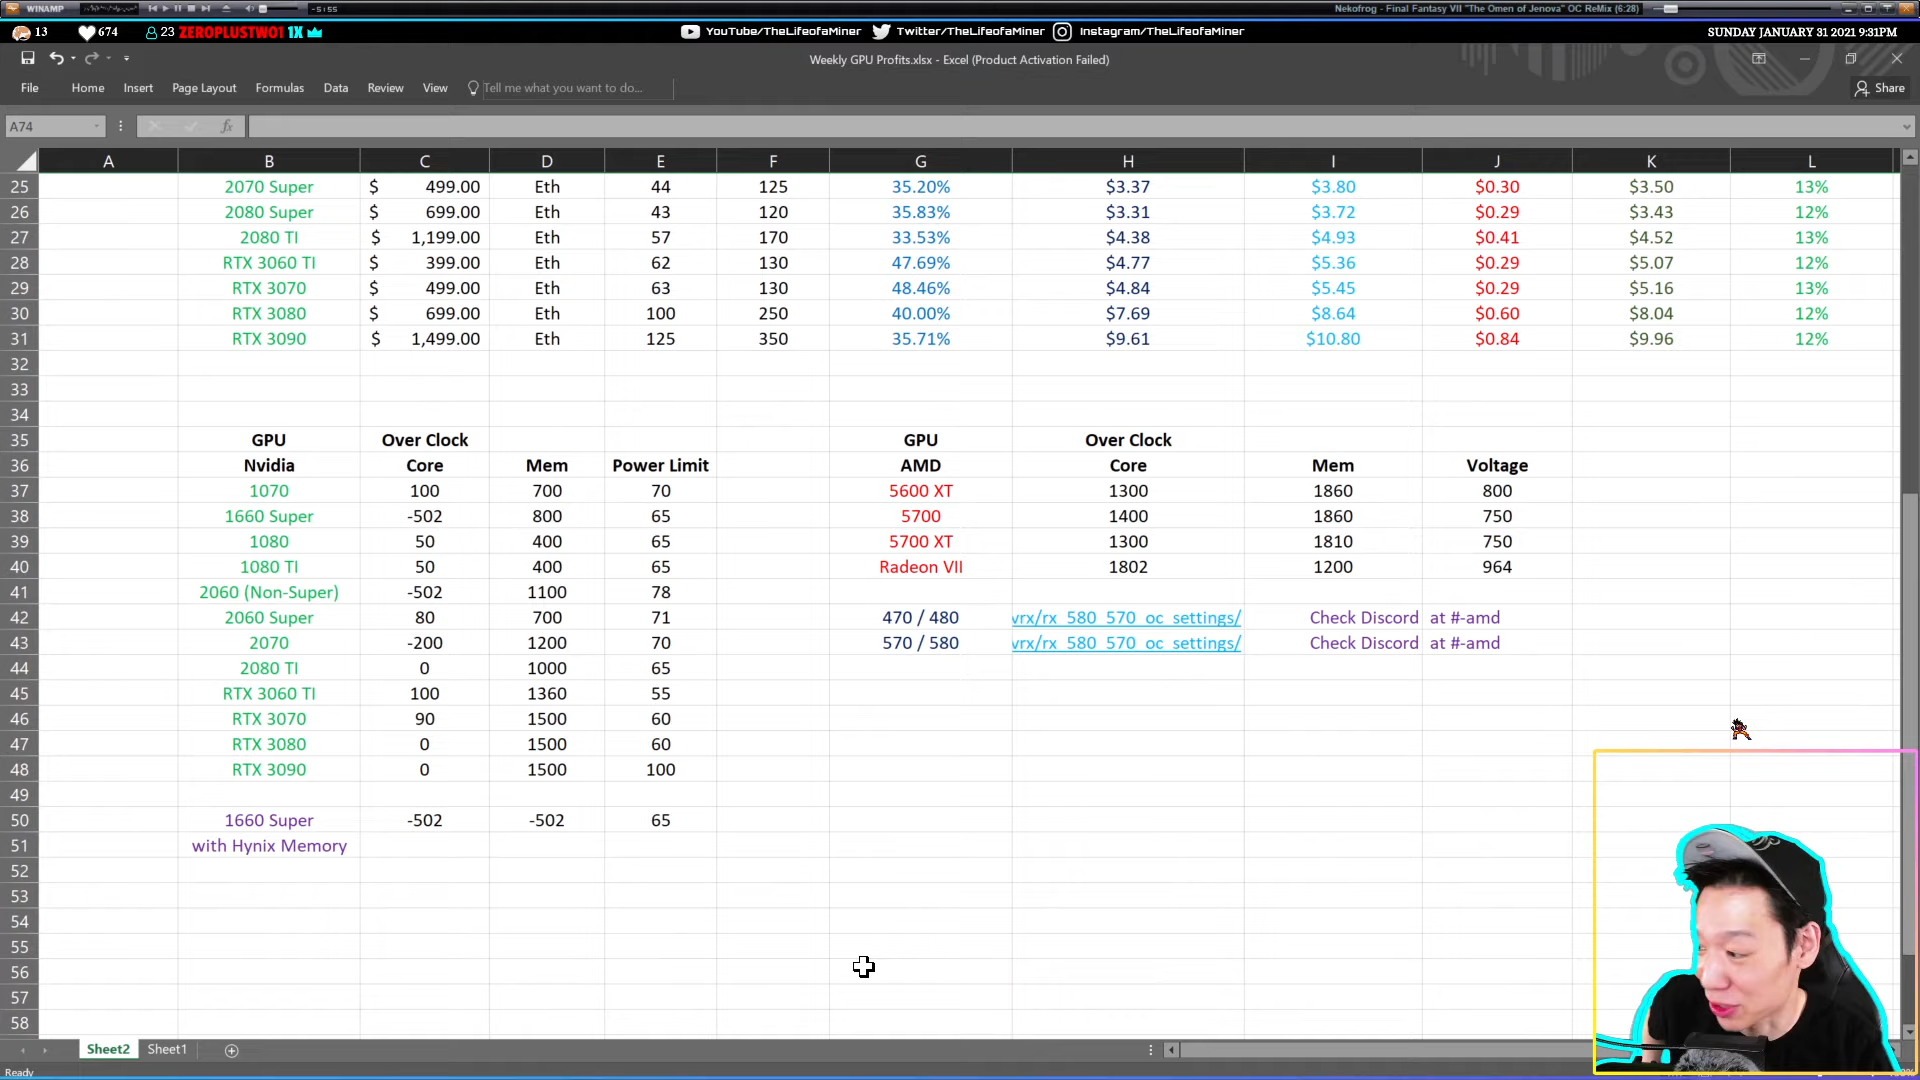 WINAMP -5:55 Nekofrog - Final Fantasy VII "The Omen of Jenova" OC ReMix (6:28)
13 674 23 ZEROPLUSTWO1 1X YouTube/TheLifeofaMiner Twitter/TheLifeofaMiner Instagram/TheLifeofaMiner SUNDAY JANUARY 31 2021 9:31PM
Weekly GPU Profits.xlsx - Excel (Product Activation Failed)
File Home Insert Page Layout Formulas Data Review View Tell me what you want to do... Share
A74 fx
A B C D E F G H I J K L
25 2070 Super $ 499.00 Eth 44 125 35.20% $3.37 $3.80 $0.30 $3.50 13%
26 2080 Super $ 699.00 Eth 43 120 35.83% $3.31 $3.72 $0.29 $3.43 12%
27 2080 TI $ 1,199.00 Eth 57 170 33.53% $4.38 $4.93 $0.41 $4.52 13%
28 RTX 3060 TI $ 399.00 Eth 62 130 47.69% $4.77 $5.36 $0.29 $5.07 12%
29 RTX 3070 $ 499.00 Eth 63 130 48.46% $4.84 $5.45 $0.29 $5.16 13%
30 RTX 3080 $ 699.00 Eth 100 250 40.00% $7.69 $8.64 $0.60 $8.04 12%
31 RTX 3090 $ 1,499.00 Eth 125 350 35.71% $9.61 $10.80 $0.84 $9.96 12%
32
33
34
35 GPU Over Clock GPU Over Clock
36 Nvidia Core Mem Power Limit AMD Core Mem Voltage
37 1070 100 700 70 5600 XT 1300 1860 800
38 1660 Super -502 800 65 5700 1400 1860 750
39 1080 50 400 65 5700 XT 1300 1810 750
40 1080 TI 50 400 65 Radeon VII 1802 1200 964
41 2060 (Non-Super) -502 1100 78
42 2060 Super 80 700 71 470 / 480 vrx/rx_580_570_oc_settings/ Check Discord at #-amd
43 2070 -200 1200 70 570 / 580 vrx/rx_580_570_oc_settings/ Check Discord at #-amd
44 2080 TI 0 1000 65
45 RTX 3060 TI 100 1360 55
46 RTX 3070 90 1500 60
47 RTX 3080 0 1500 60
48 RTX 3090 0 1500 100
49
50 1660 Super -502 -502 65
51 with Hynix Memory
52
53
54
55
56
57
58
Sheet2 Sheet1
Ready